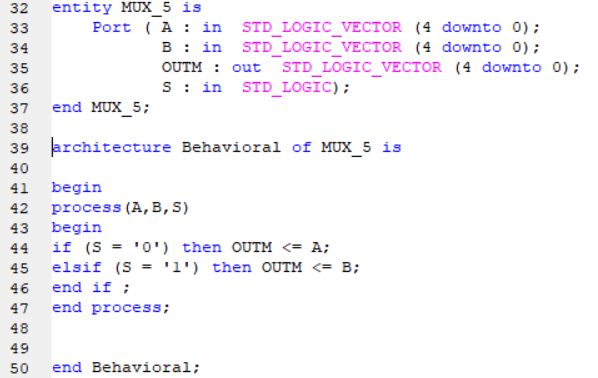 32 entity MUX_5 is
33     Port ( A : in  STD_LOGIC_VECTOR (4 downto 0);
34            B : in  STD_LOGIC_VECTOR (4 downto 0);
35            OUTM : out  STD_LOGIC_VECTOR (4 downto 0);
36            S : in  STD_LOGIC);
37 end MUX_5;
38
39 architecture Behavioral of MUX_5 is
40
41 begin
42 process(A,B,S)
43 begin
44 if (S = '0') then OUTM <= A;
45 elsif (S = '1') then OUTM <= B;
46 end if ;
47 end process;
48
49
50 end Behavioral;